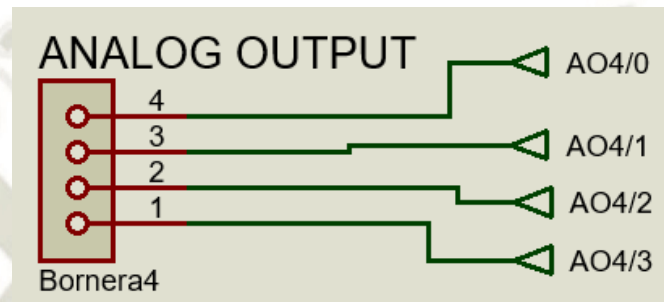 ANALOG OUTPUT
AO4/0
4
3
AO4/1
2
AO4/2
1
AO4/3
Bornera4